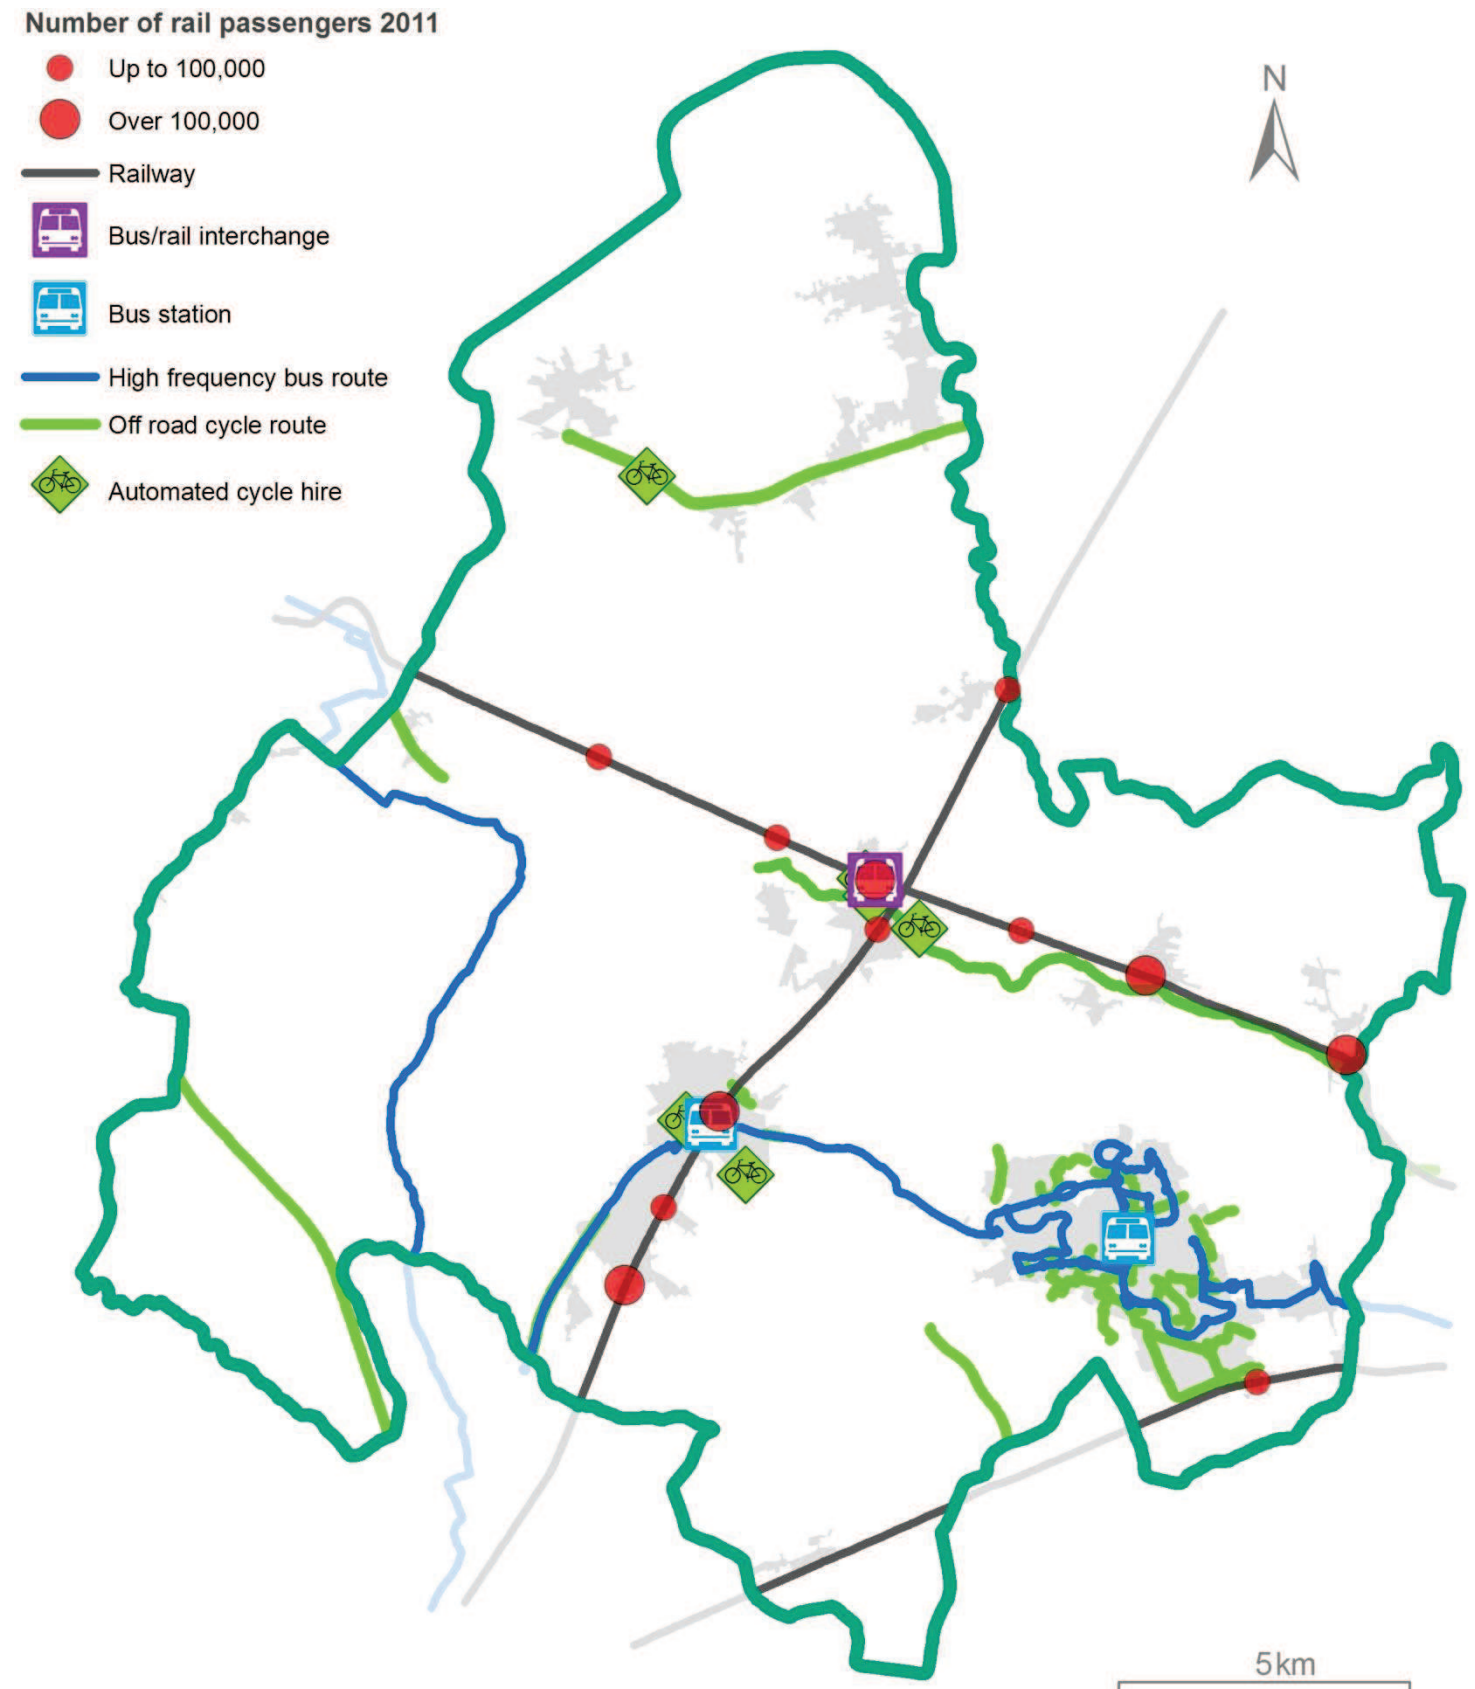 Number of rail passengers 2011
Up to 100,000
Over 100,000
Railway
Bus/rail interchange
Bus station
High frequency bus route
Off road cycle route
Automated cycle hire
N
5km